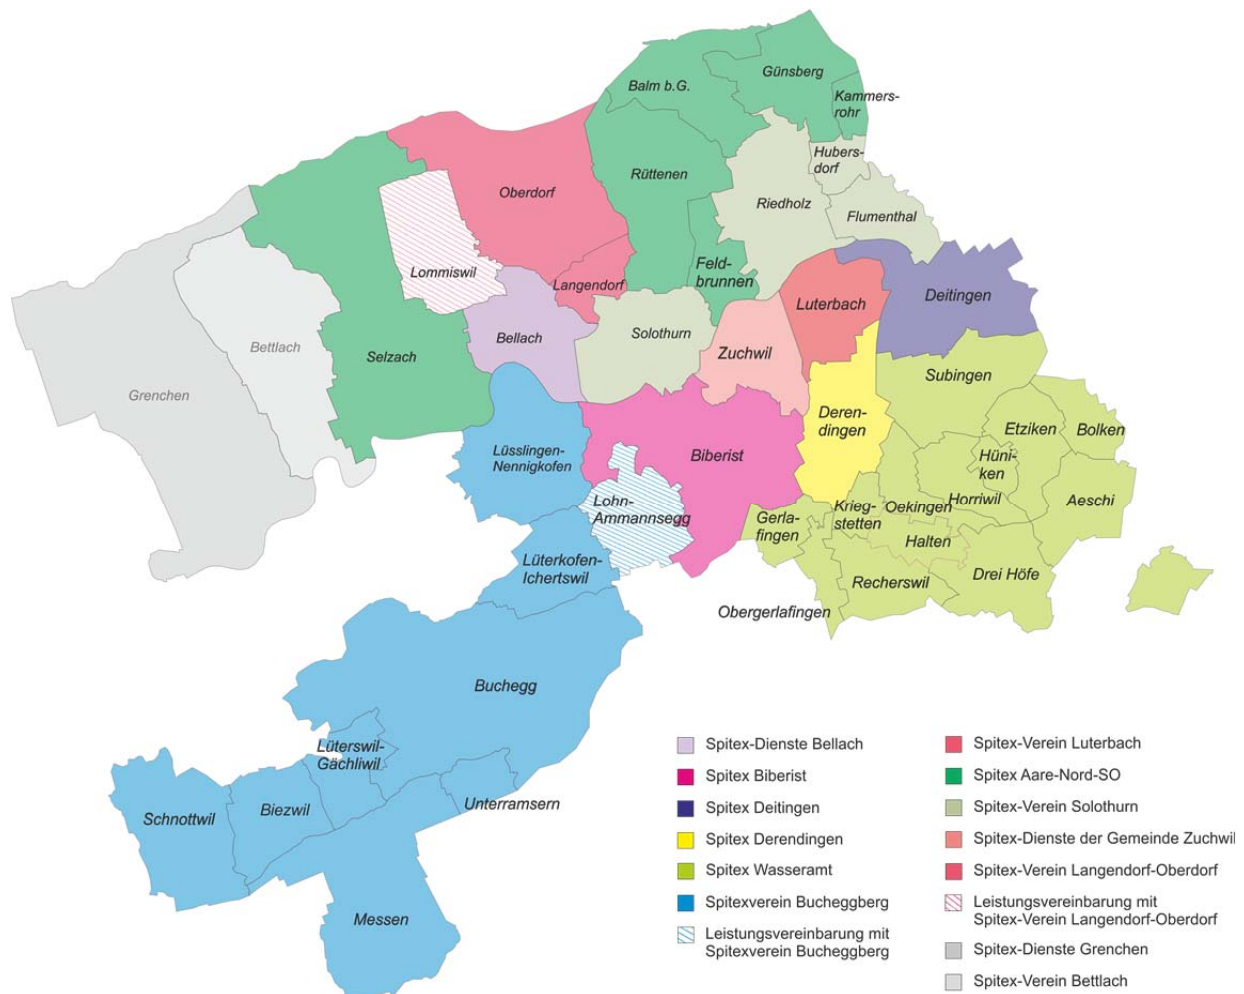 Günsberg
Balm b.G.
Kammers-
rohr
Hubers-
dorf
Rüttenen
Oberdorf
Riedholz
Flumenthal
Lommiswil
Feld-
brunnen
Langendorf
Deitingen
Luterbach
Solothurn
Bellach
Bettlach
Zuchwil
Selzach
Subingen
Grenchen
Deren-
dingen
Etziken
Bolken
Lüsslingen-
Nennigkofen
Biberist
Hüni-
ken
Aeschi
Lohn-
Ammannsegg
Horriwil
Oekingen
Krieg-
stetten
Gerla-
fingen
Halten
Lüterkofen-
Ichertswil
Drei Höfe
Recherswil
Obergerlafingen
Buchegg
Lüterswil-
Gächliwil
Unterramsern
Biezwil
Schnottwil
Messen
Spitex-Dienste Bellach
Spitex Biberist
Spitex Deitingen
Spitex Derendingen
Spitex Wasseramt
Spitexverein Bucheggberg
Leistungsvereinbarung mit
Spitexverein Bucheggberg
Spitex-Verein Luterbach
Spitex Aare-Nord-SO
Spitex-Verein Solothurn
Spitex-Dienste der Gemeinde Zuchwil
Spitex-Verein Langendorf-Oberdorf
Leistungsvereinbarung mit
Spitex-Verein Langendorf-Oberdorf
Spitex-Dienste Grenchen
Spitex-Verein Bettlach